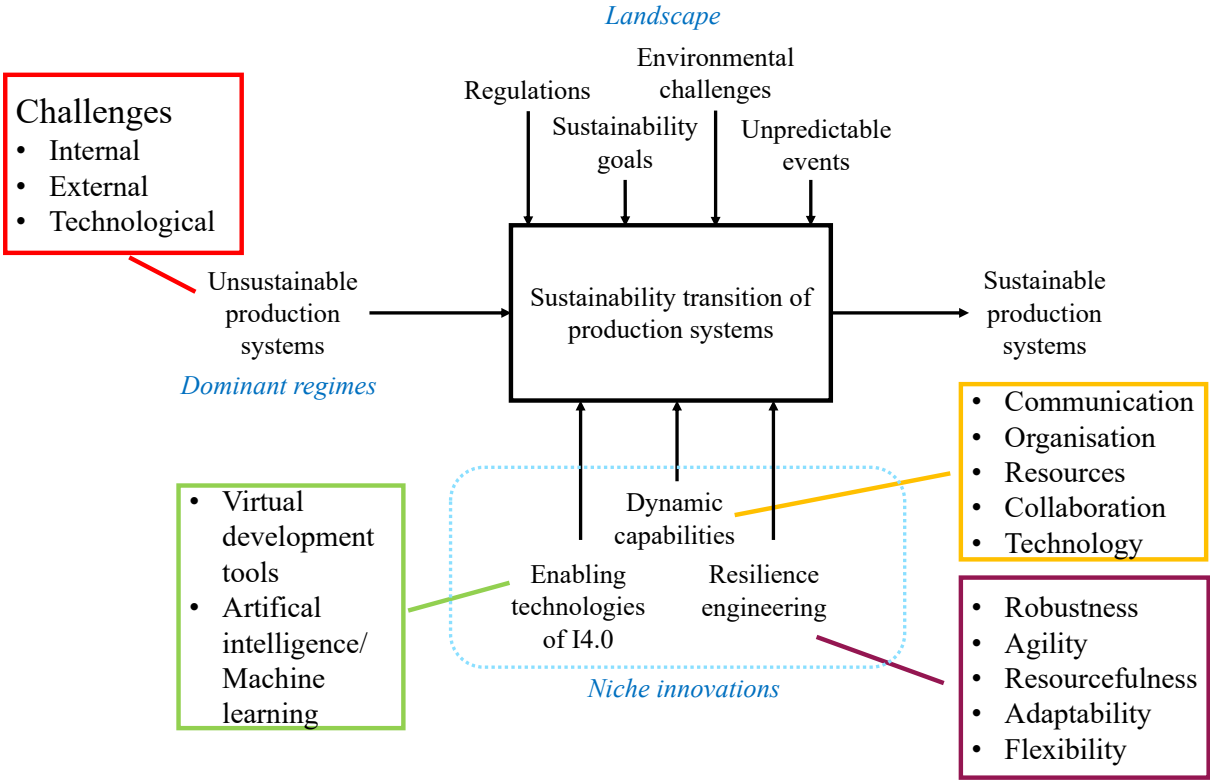 Landscape
Regulations
Environmental
challenges
Sustainability
goals
Unpredictable
events
Challenges
• Internal
• External
• Technological
Unsustainable
production
systems
Dominant regimes
Sustainability transition of
production systems
Sustainable
production
systems
• Virtual
development
tools
• Artifical
intelligence/
Machine
learning
Dynamic
capabilities
Enabling
technologies
of I4.0
Resilience
engineering
Niche innovations
• Communication
• Organisation
• Resources
• Collaboration
• Technology
• Robustness
• Agility
• Resourcefulness
• Adaptability
• Flexibility